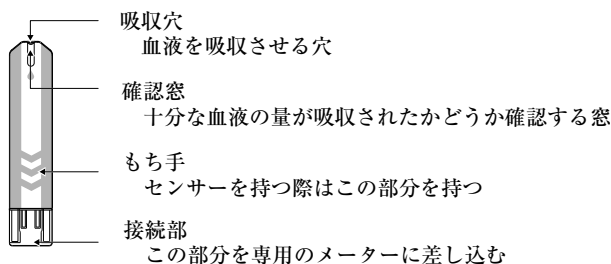 吸収穴
血液を吸収させる穴
確認窓
十分な血液の量が吸収されたかどうか確認する窓
もち手
センサーを持つ際はこの部分を持つ
接続部
この部分を専用のメーターに差し込む